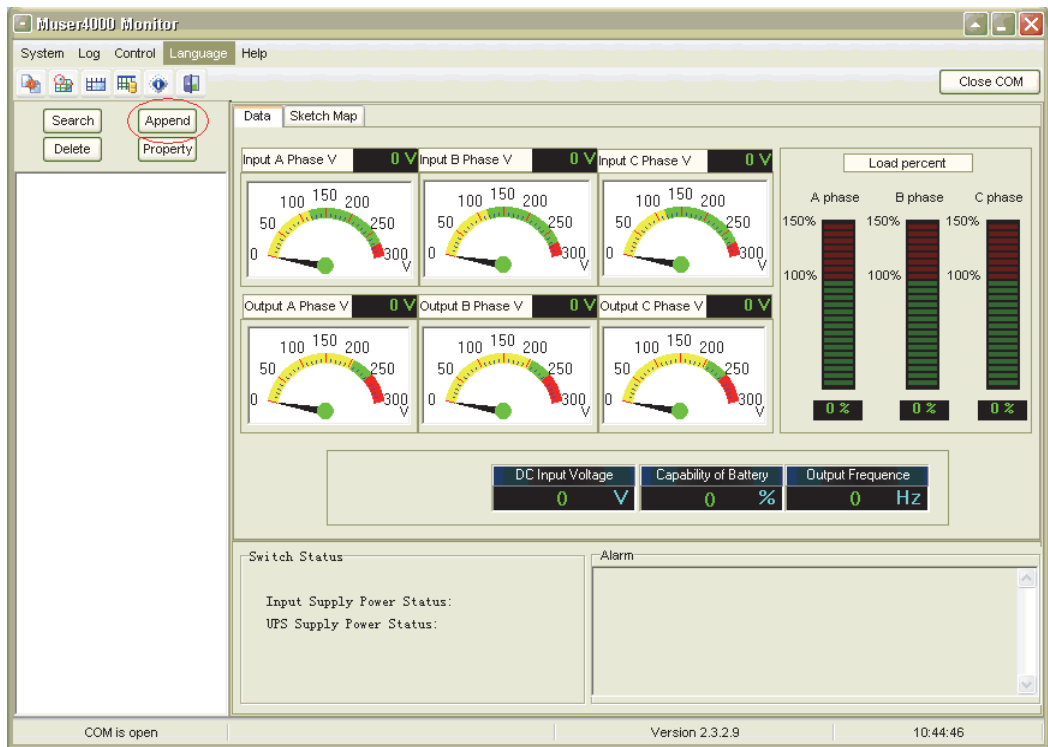 Muser4000 Monitor
System Log Control Language Help
Close COM
Search Append
Delete Property
Data Sketch Map
Input A Phase V 0 V Input B Phase V 0 V Input C Phase V 0 V
0 50 100 150 200 250 300 V
0 50 100 150 200 250 300 V
0 50 100 150 200 250 300 V
Output A Phase V 0 V Output B Phase V 0 V Output C Phase V 0 V
0 50 100 150 200 250 300 V
0 50 100 150 200 250 300 V
0 50 100 150 200 250 300 V
Load percent
A phase B phase C phase
150% 150% 150%
100% 100% 100%
0 % 0 % 0 %
DC Input Voltage Capability of Battery Output Frequence
0 V 0 % 0 Hz
Switch Status
Input Supply Power Status:
UPS Supply Power Status:
Alarm
COM is open Version 2.3.2.9 10:44:46